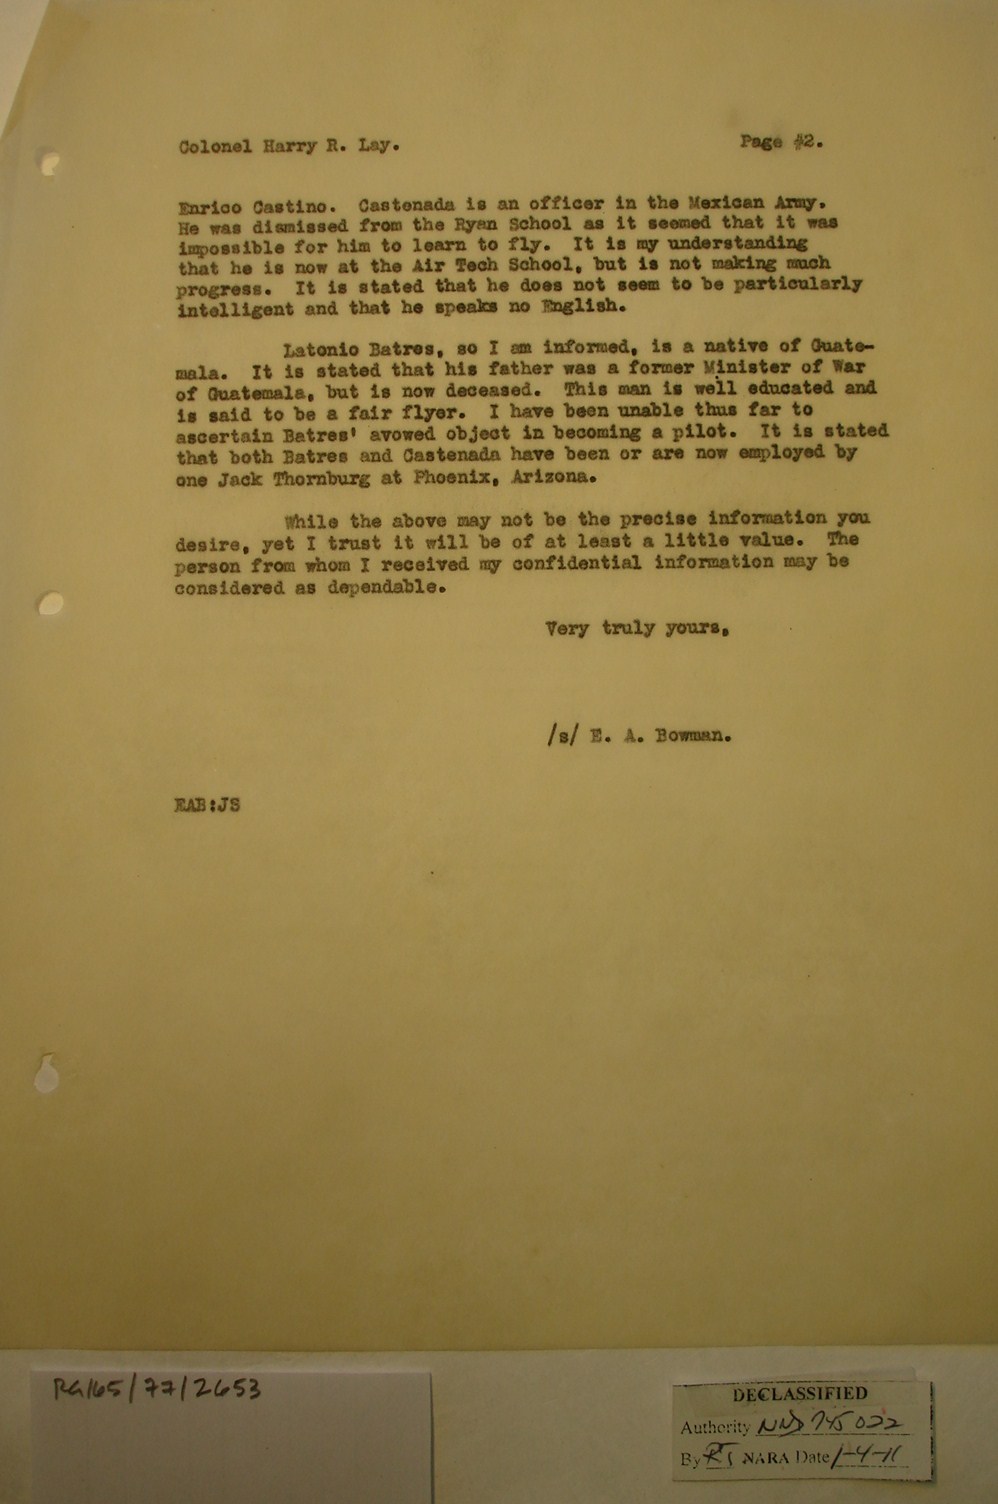 Colonel Harry R. Lay. Page #2.
Enrico Castino. Castenada is an officer in the Mexican Army.
He was dismissed from the Ryan School as it seemed that it was
impossible for him to learn to fly. It is my understanding
that he is now at the Air Tech School, but is not making much
progress. It is stated that he does not seem to be particularly
intelligent and that he speaks no English.
Latonio Batres, so I am informed, is a native of Guate-
mala. It is stated that his father was a former Minister of War
of Guatemala, but is now deceased. This man is well educated and
is said to be a fair flyer. I have been unable thus far to
ascertain Batres' avowed object in becoming a pilot. It is stated
that both Batres and Castenada have been or are now employed by
one Jack Thornburg at Phoenix, Arizona.
While the above may not be the precise information you
desire, yet I trust it will be of at least a little value. The
person from whom I received my confidential information may be
considered as dependable.
Very truly yours,
/s/ E. A. Bowman.
EAB:JS
RG165/77/2653
DECLASSIFIED
Authority NND 745022
By RT NARA Date 1-4-11